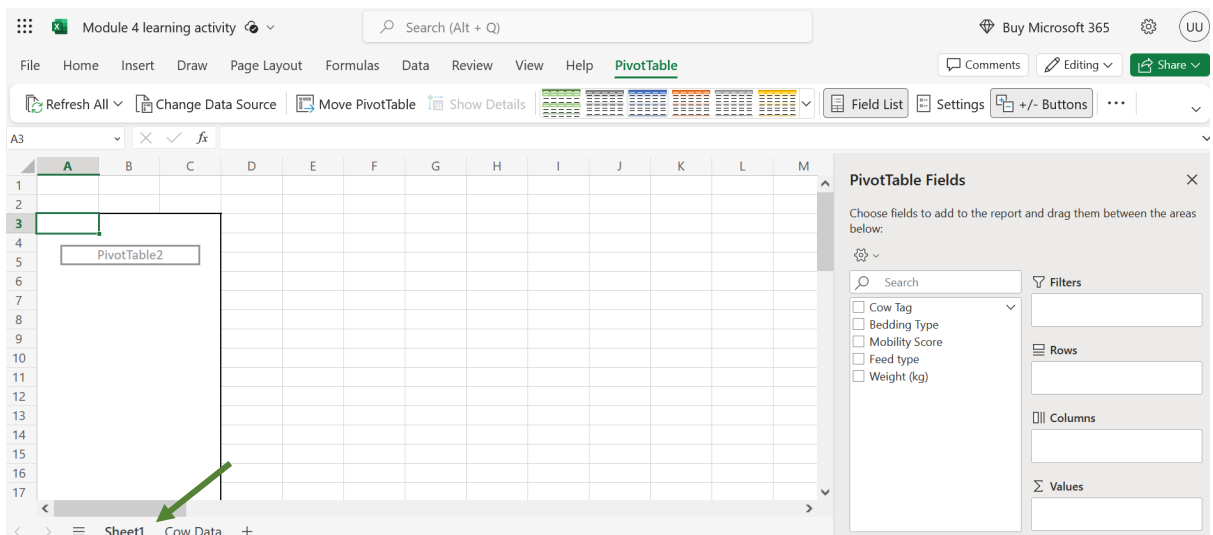 Module 4 learning activity
Search (Alt + Q)
Buy Microsoft 365
UU
File Home Insert Draw Page Layout Formulas Data Review View Help PivotTable
Comments Editing Share
Refresh All Change Data Source Move PivotTable Show Details Field List Settings +/- Buttons ...
A3 fx
A B C D E F G H I J K L M
1
2
3
4
5
6
7
8
9
10
11
12
13
14
15
16
17
PivotTable2
Sheet1 Cow Data +
PivotTable Fields
Choose fields to add to the report and drag them between the areas
below:
Search
Cow Tag
Bedding Type
Mobility Score
Feed type
Weight (kg)
Filters
Rows
Columns
Σ Values